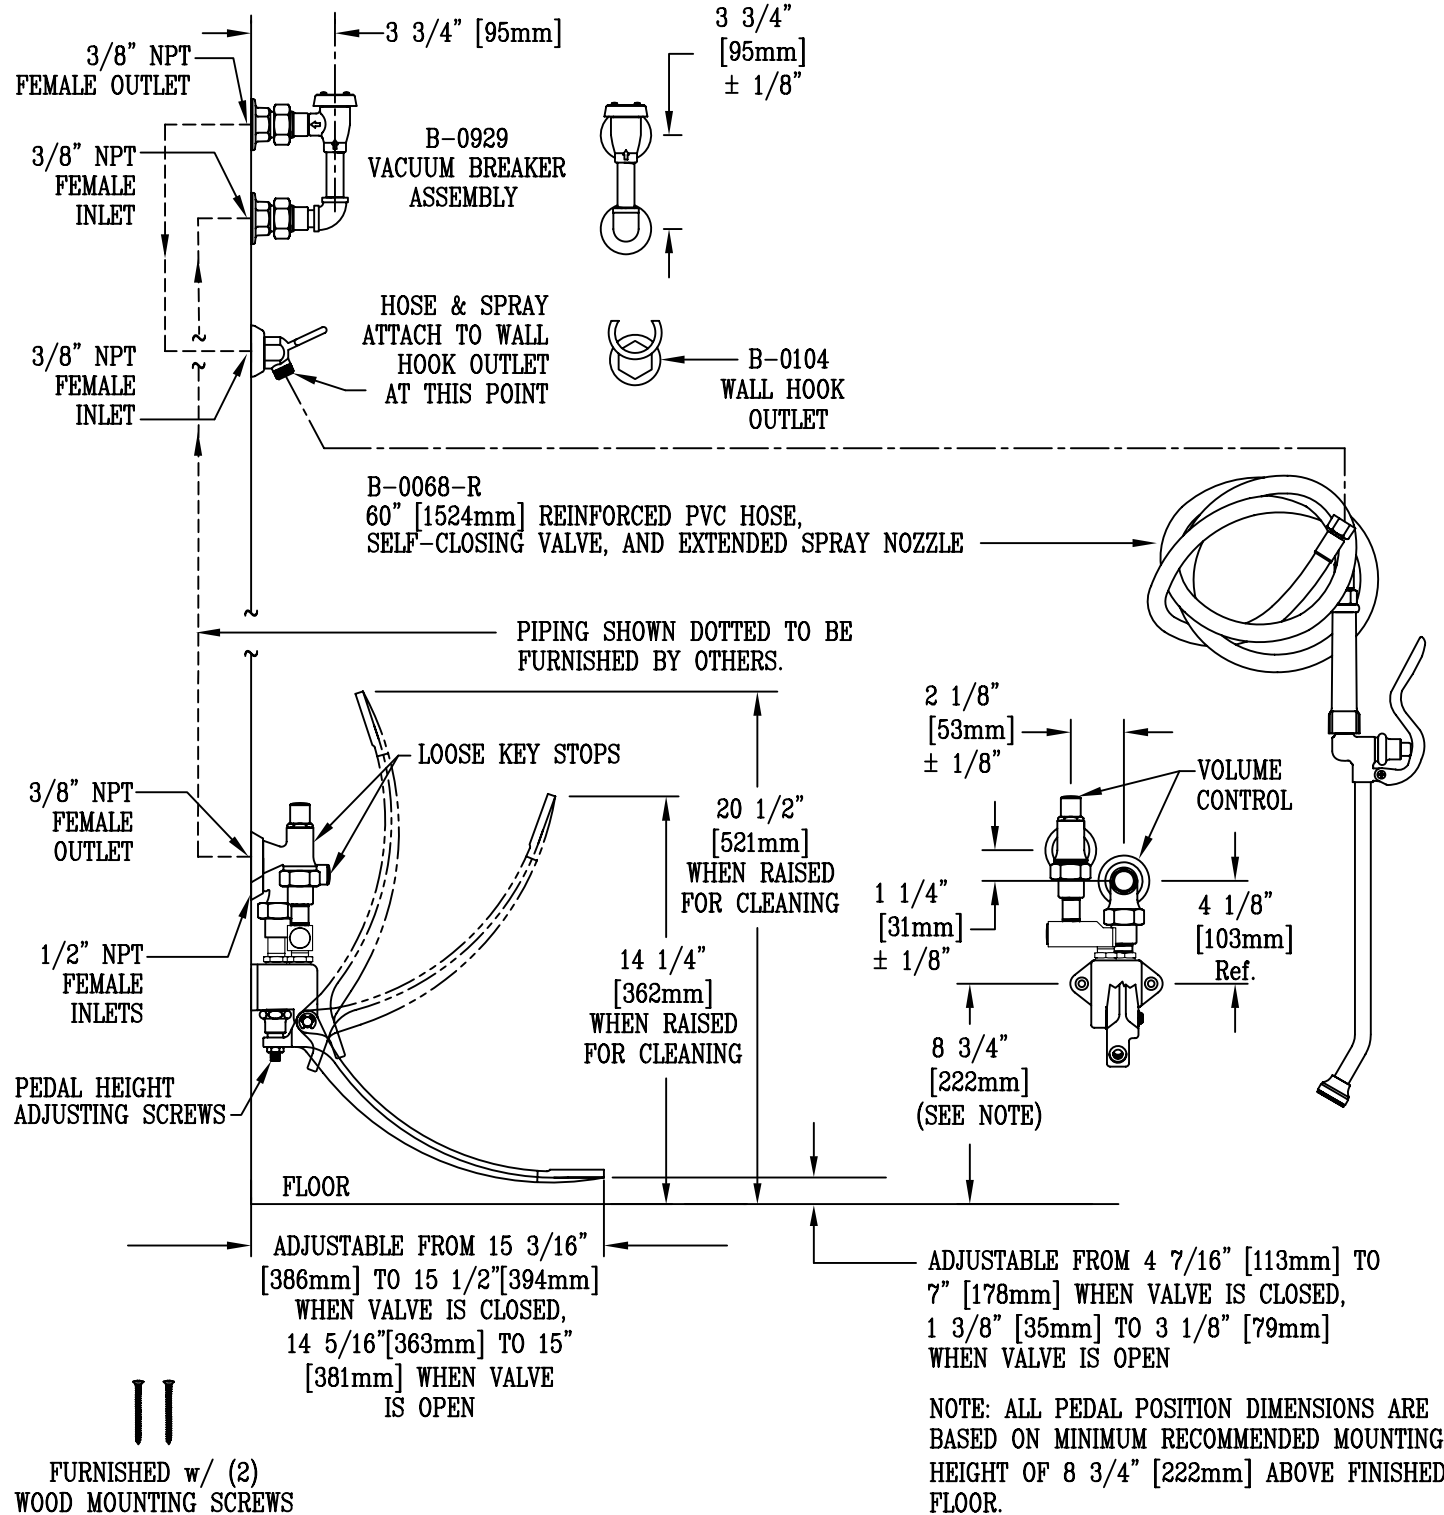 3 3/4" [95mm]
3/8" NPT
FEMALE OUTLET
3/8" NPT
FEMALE
INLET
B-0929
VACUUM BREAKER
ASSEMBLY
3 3/4"
[95mm]
± 1/8"
HOSE & SPRAY
ATTACH TO WALL
HOOK OUTLET
AT THIS POINT
3/8" NPT
FEMALE
INLET
B-0104
WALL HOOK
OUTLET
B-0068-R
60" [1524mm] REINFORCED PVC HOSE,
SELF-CLOSING VALVE, AND EXTENDED SPRAY NOZZLE
PIPING SHOWN DOTTED TO BE
FURNISHED BY OTHERS.
LOOSE KEY STOPS
3/8" NPT
FEMALE
OUTLET
1/2" NPT
FEMALE
INLETS
PEDAL HEIGHT
ADJUSTING SCREWS
20 1/2"
[521mm]
WHEN RAISED
FOR CLEANING
14 1/4"
[362mm]
WHEN RAISED
FOR CLEANING
2 1/8"
[53mm]
± 1/8"
VOLUME
CONTROL
1 1/4"
[31mm]
± 1/8"
4 1/8"
[103mm]
Ref.
8 3/4"
[222mm]
(SEE NOTE)
FLOOR
ADJUSTABLE FROM 15 3/16"
[386mm] TO 15 1/2"[394mm]
WHEN VALVE IS CLOSED,
14 5/16"[363mm] TO 15"
[381mm] WHEN VALVE
IS OPEN
ADJUSTABLE FROM 4 7/16" [113mm] TO
7" [178mm] WHEN VALVE IS CLOSED,
1 3/8" [35mm] TO 3 1/8" [79mm]
WHEN VALVE IS OPEN
NOTE: ALL PEDAL POSITION DIMENSIONS ARE
BASED ON MINIMUM RECOMMENDED MOUNTING
HEIGHT OF 8 3/4" [222mm] ABOVE FINISHED
FLOOR.
FURNISHED w/ (2)
WOOD MOUNTING SCREWS